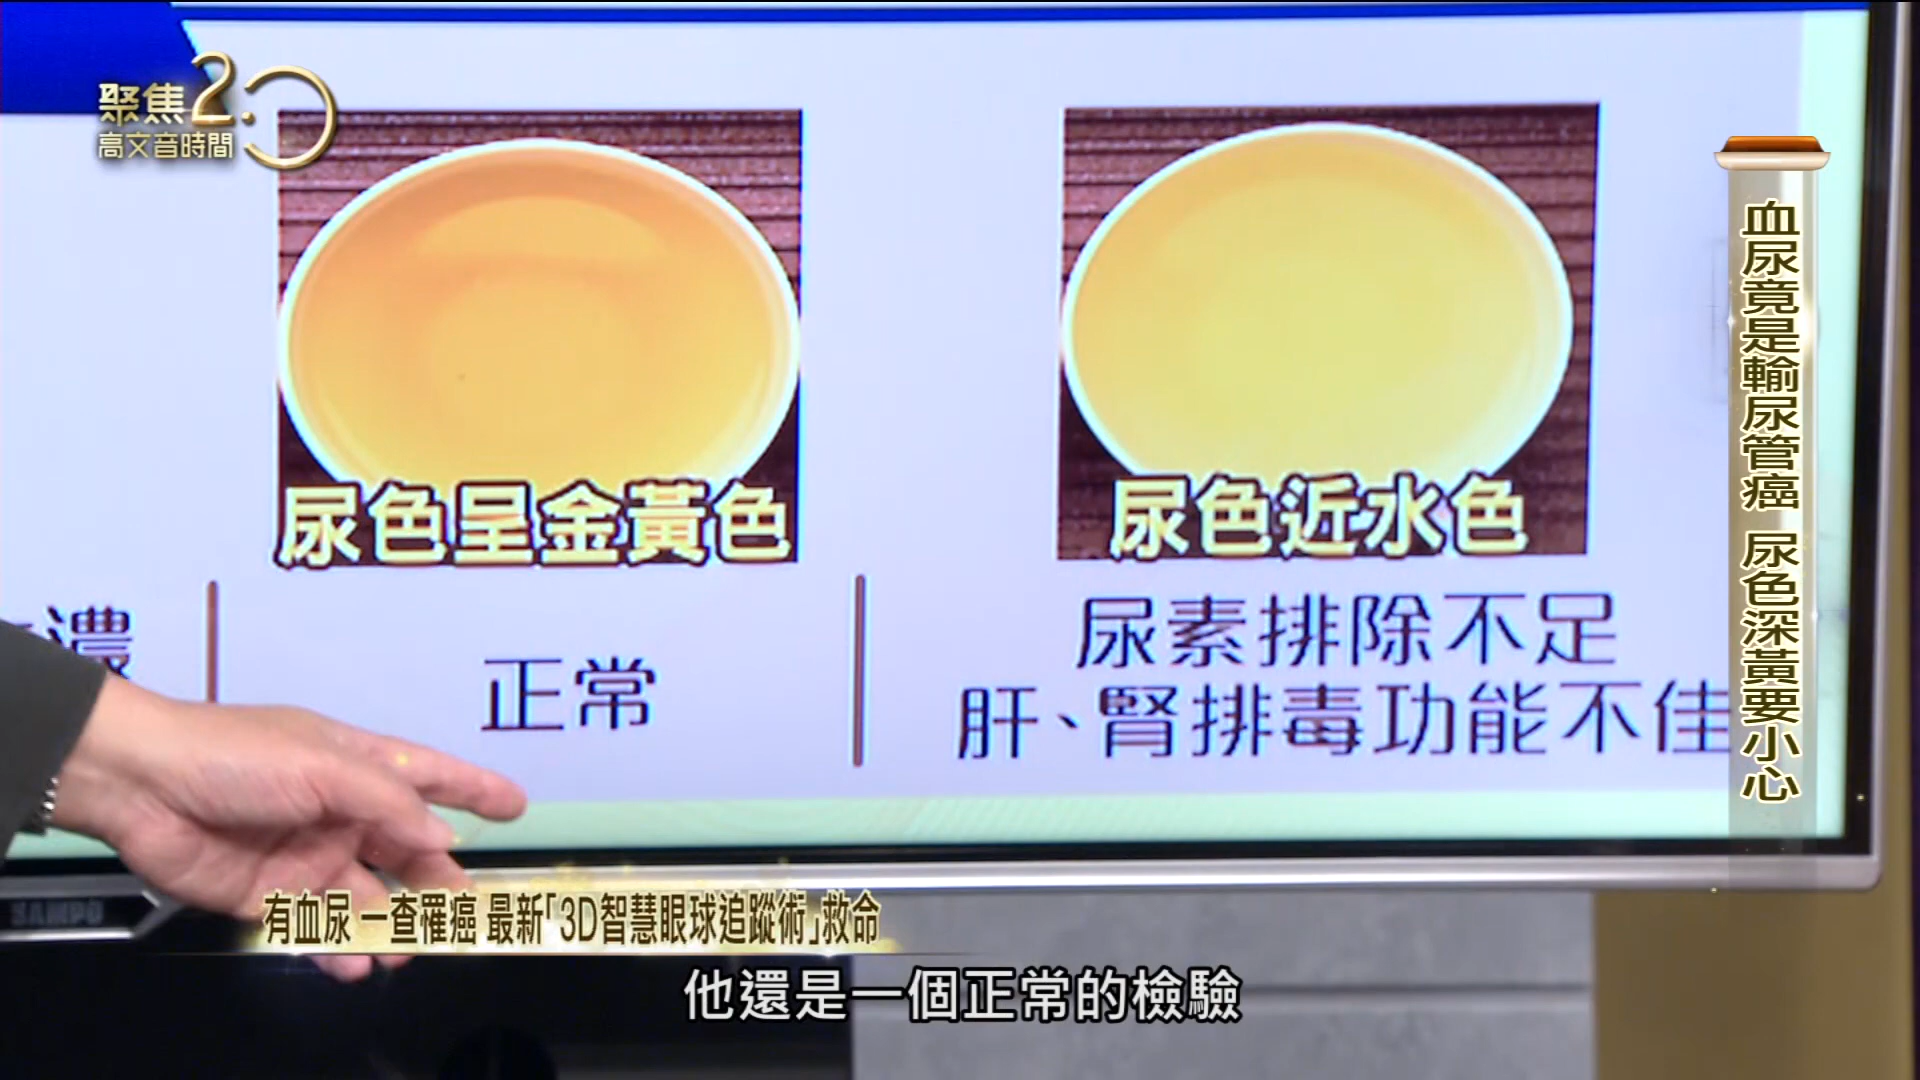 聚焦2.0
高文音時間
尿色呈金黃色
尿色近水色
濃
正常
尿素排除不足
肝、腎排毒功能不佳
血尿竟是輸尿管癌 尿色深黃要小心
SAMPO
有血尿 一查罹癌 最新「3D智慧眼球追蹤術」救命
他還是一個正常的檢驗